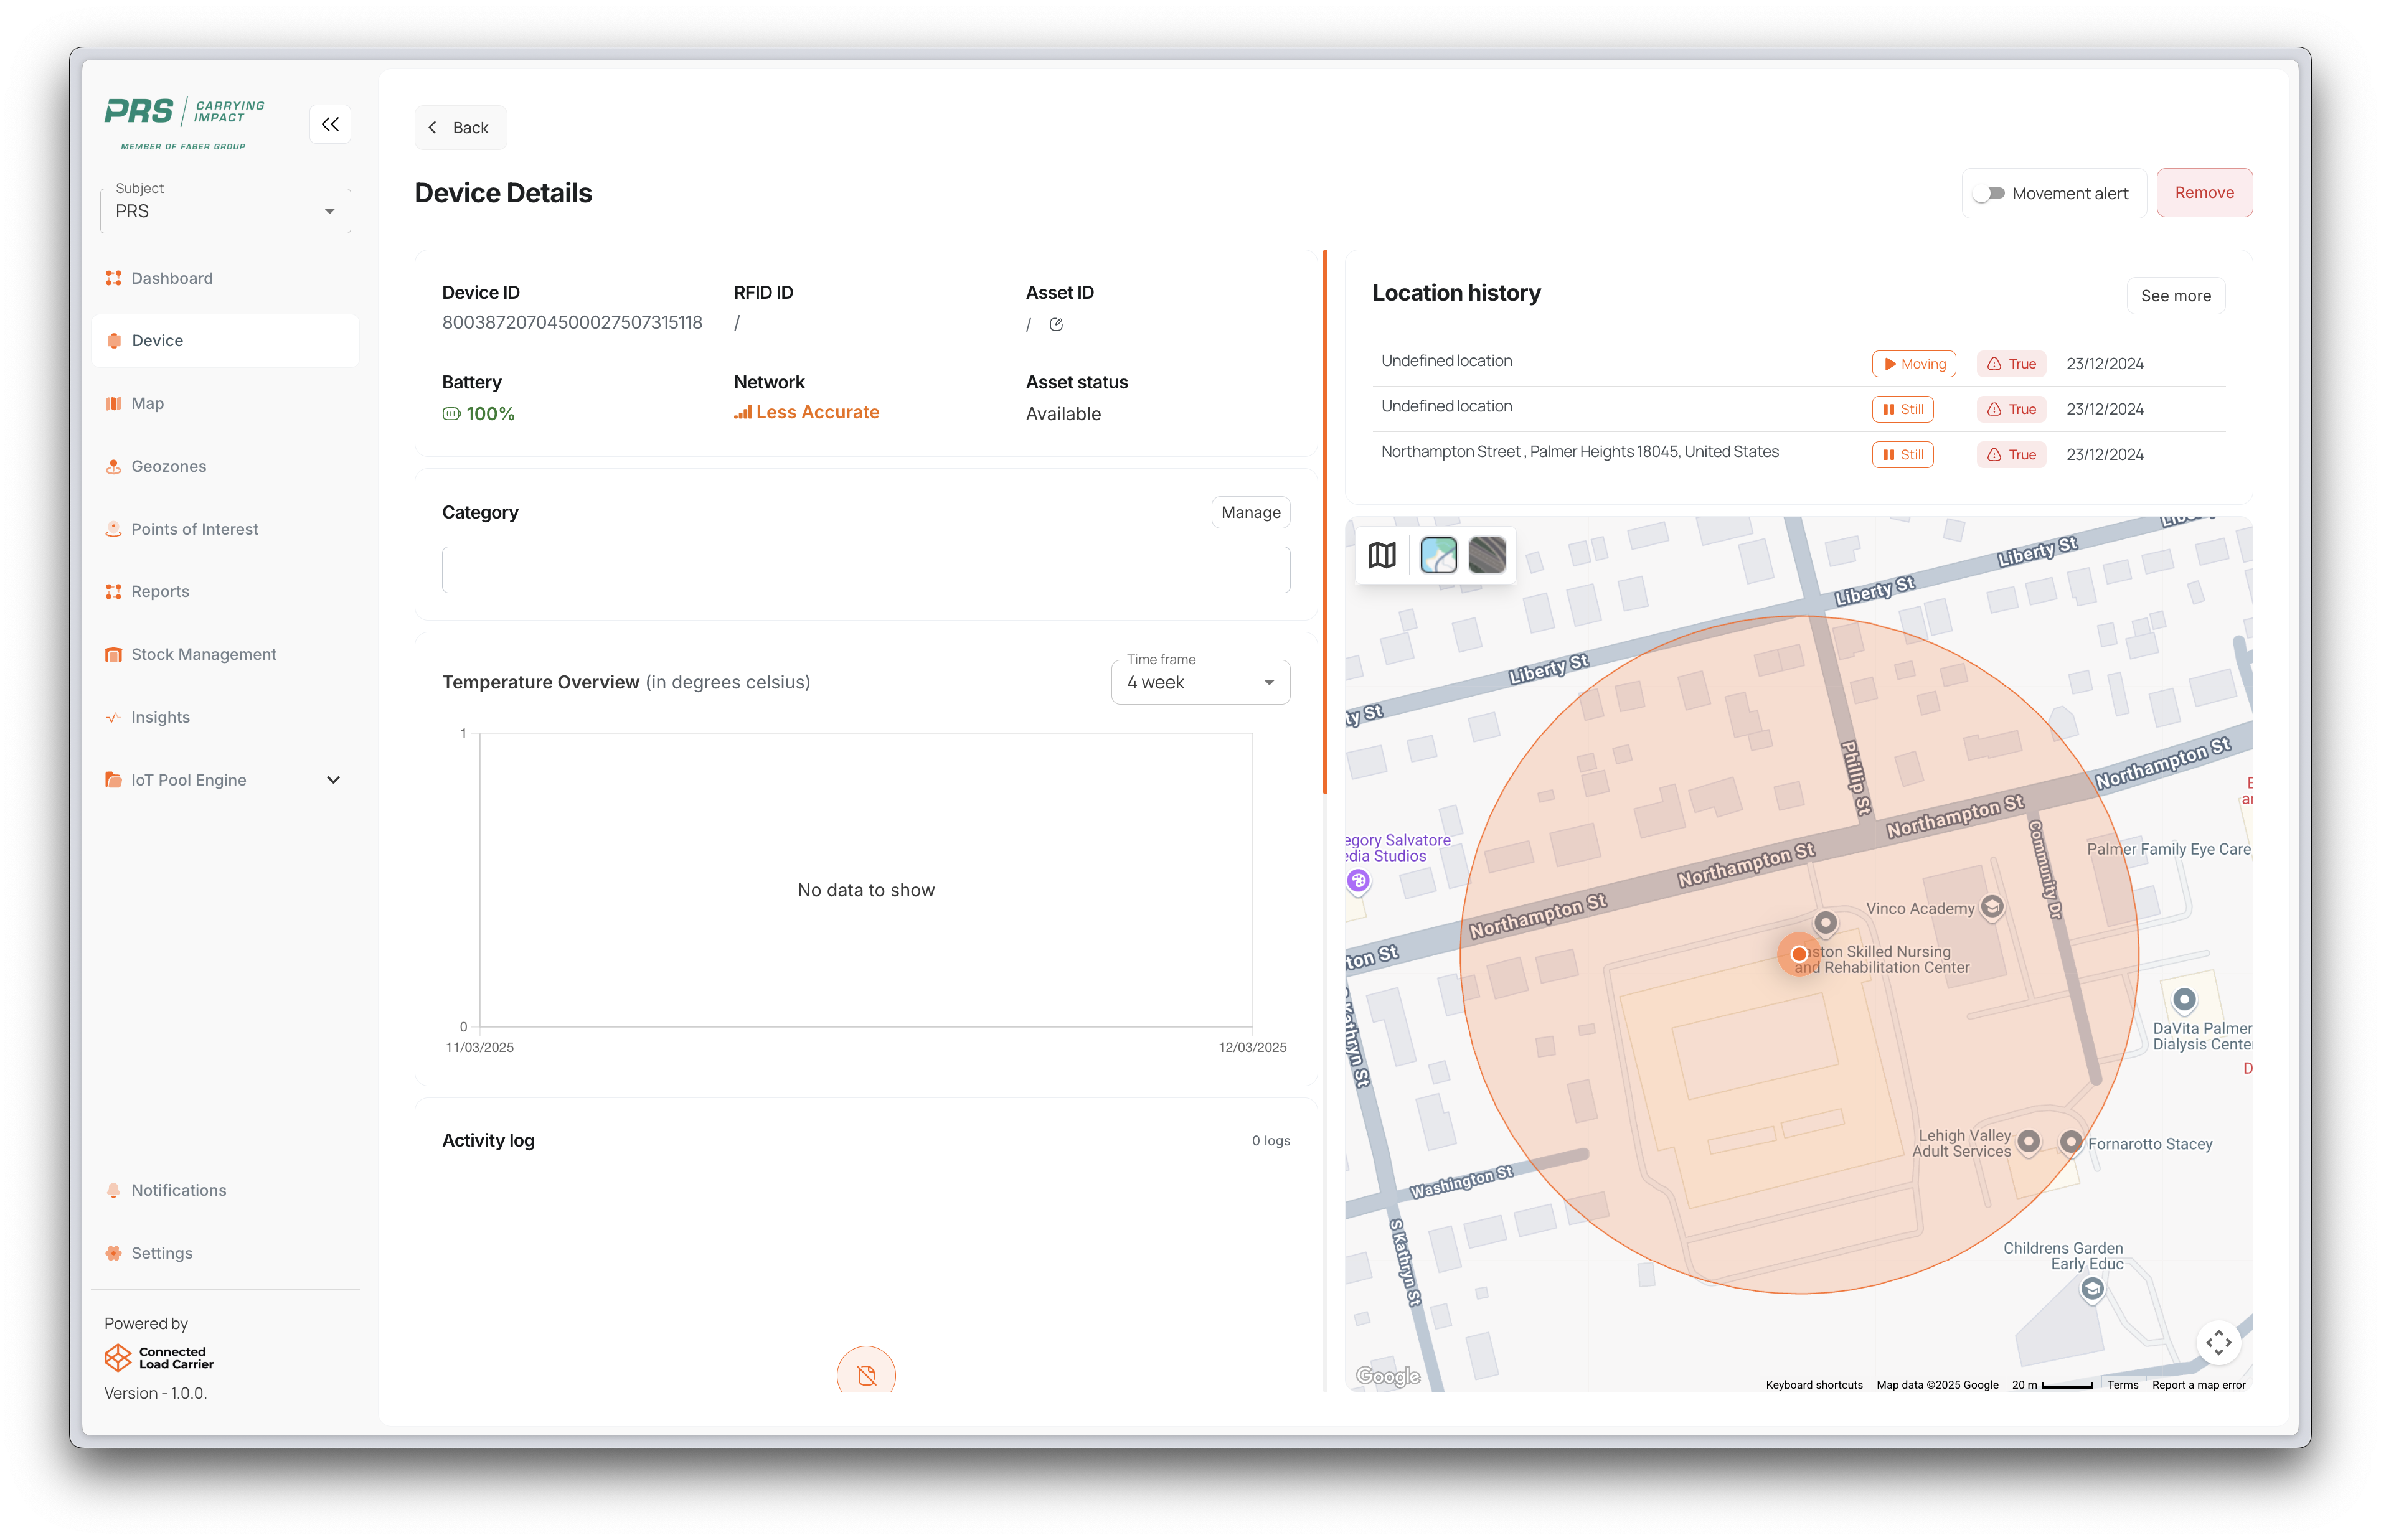 PRS
CARRYING
IMPACT
MEMBER OF FABER GROUP
Subject
PRS
Dashboard
Device
Map
Geozones
Points of Interest
Reports
Stock Management
Insights
IoT Pool Engine
Notifications
Settings
Powered by
Connected
Load Carrier
Version - 1.0.0.
Back
Device Details
Movement alert
Remove
Device ID
RFID ID
Asset ID
80038720704500027507315118
/
/
Battery
Network
Asset status
100%
Less Accurate
Available
Category
Manage
Temperature Overview (in degrees celsius)
Time frame
4 week
1
No data to show
0
11/03/2025
12/03/2025
Activity log
0 logs
Location history
See more
Undefined location
Moving
True
23/12/2024
Undefined location
Still
True
23/12/2024
Northampton Street , Palmer Heights 18045, United States
Still
True
23/12/2024
Liberty St
Liberty St
Liberty St
ty St
Phillip St
Northampton St
Northampton St
Northampton St
Northampton St
ton St
egory Salvatore
edia Studios
Community Dr
Palmer Family Eye Care
Vinco Academy
aston Skilled Nursing
and Rehabilitation Center
DaVita Palmer
Dialysis Cente
D
Kathryn St
Lehigh Valley
Adult Services
Fornarotto Stacey
Washington St
S Kathryn St
Childrens Garden
Early Educ
Google
Keyboard shortcuts
Map data ©2025 Google
20 m
Terms
Report a map error